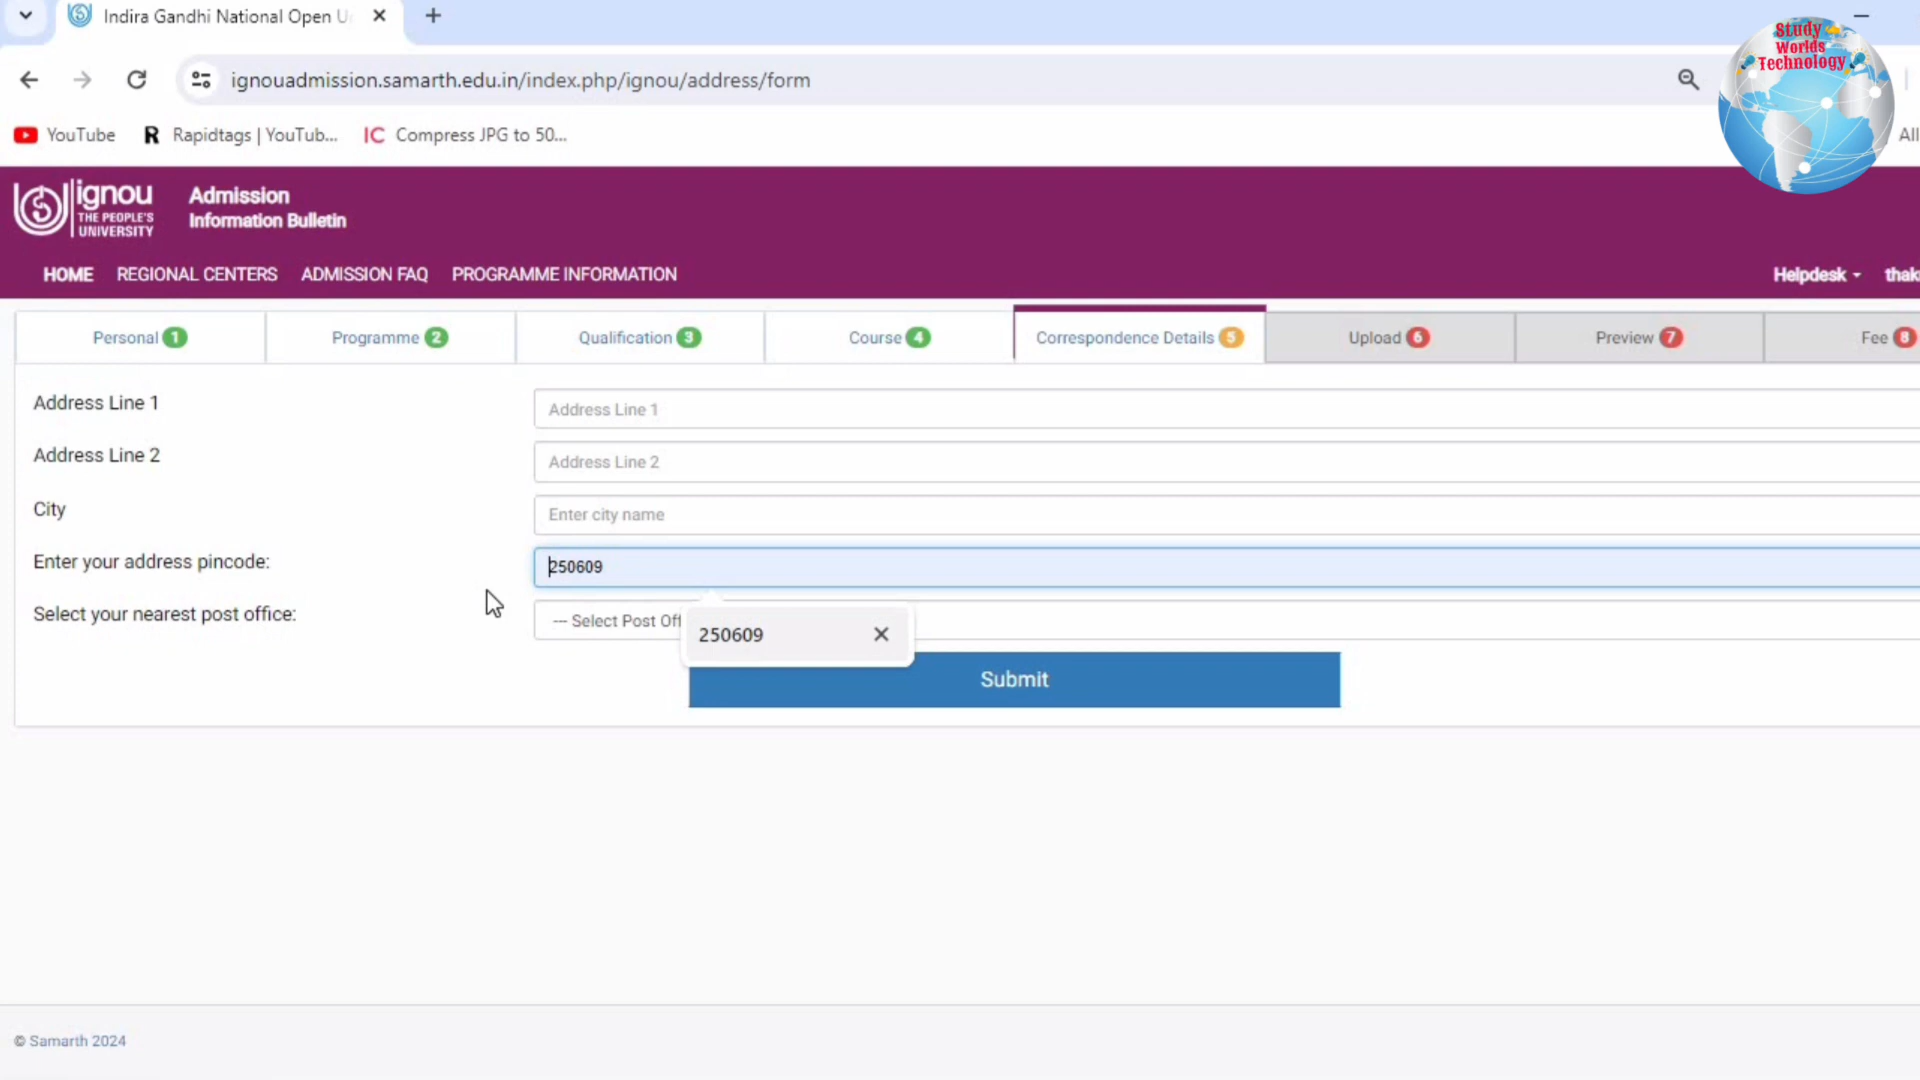 Indira Gandhi National Open U
ignouadmission.samarth.edu.in/index.php/ignou/address/form
YouTube
Rapidtags | YouTub...
IC Compress JPG to 50...
All
Study
Worlds
Technology
ignou
THE PEOPLE'S
UNIVERSITY
Admission
Information Bulletin
HOME REGIONAL CENTERS ADMISSION FAQ PROGRAMME INFORMATION
Helpdesk
thak
Personal 1
Programme 2
Qualification 3
Course 4
Correspondence Details 5
Upload 6
Preview 7
Fee 8
Address Line 1
Address Line 1
Address Line 2
Address Line 2
City
Enter city name
Enter your address pincode:
250609
Select your nearest post office:
--- Select Post Off
250609
Submit
© Samarth 2024